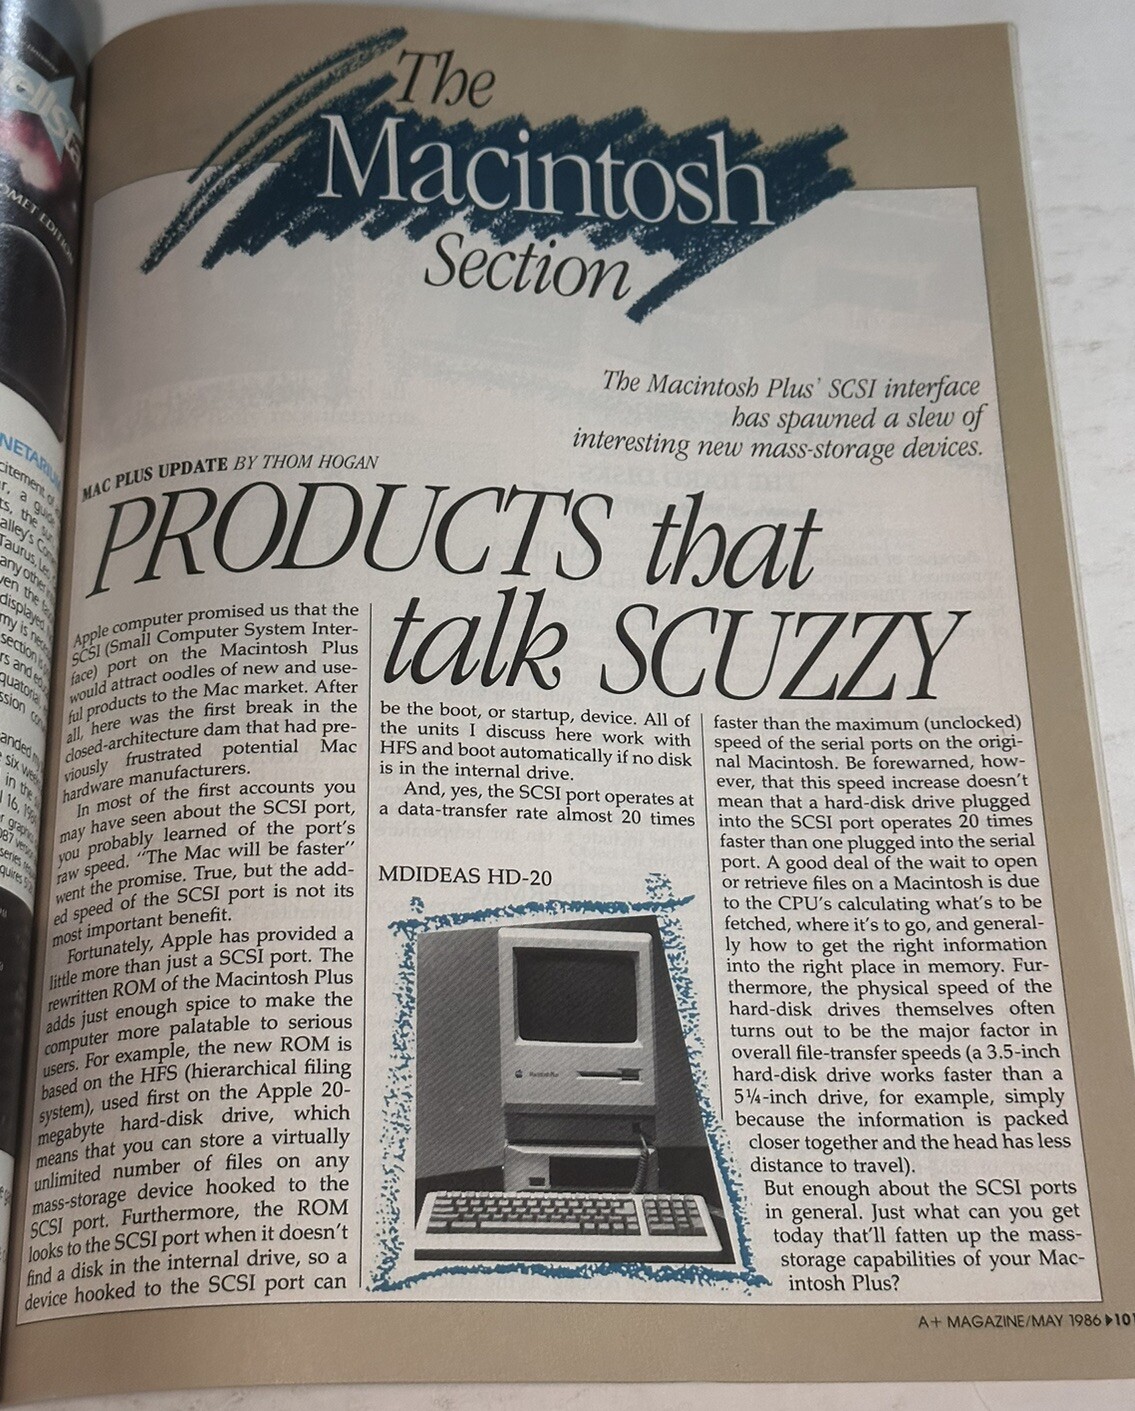 The
Macintosh
Section
The Macintosh Plus' SCSI interface
has spawned a slew of
interesting new mass-storage devices.
MAC PLUS UPDATE BY THOM HOGAN
PRODUCTS that
talk SCUZZY
Apple computer promised us that the
SCSI (Small Computer System Inter-
face) port on the Macintosh Plus
would attract oodles of new and use-
ful products to the Mac market. After
all, here was the first break in the
closed-architecture dam that had pre-
viously frustrated potential Mac
hardware manufacturers.
In most of the first accounts you
may have seen about the SCSI port,
you probably learned of the port's
raw speed. "The Mac will be faster"
went the promise. True, but the add-
ed speed of the SCSI port is not its
most important benefit.
Fortunately, Apple has provided a
little more than just a SCSI port. The
rewritten ROM of the Macintosh Plus
adds just enough spice to make the
computer more palatable to serious
users. For example, the new ROM is
based on the HFS (hierarchical filing
system), used first on the Apple 20-
megabyte hard-disk drive, which
means that you can store a virtually
unlimited number of files on any
mass-storage device hooked to the
SCSI port. Furthermore, the ROM
looks to the SCSI port when it doesn't
find a disk in the internal drive, so a
device hooked to the SCSI port can
be the boot, or startup, device. All of
the units I discuss here work with
HFS and boot automatically if no disk
is in the internal drive.
And, yes, the SCSI port operates at
a data-transfer rate almost 20 times
MDIDEAS HD-20
Macintosh Plus
faster than the maximum (unclocked)
speed of the serial ports on the origi-
nal Macintosh. Be forewarned, how-
ever, that this speed increase doesn't
mean that a hard-disk drive plugged
into the SCSI port operates 20 times
faster than one plugged into the serial
port. A good deal of the wait to open
or retrieve files on a Macintosh is due
to the CPU's calculating what's to be
fetched, where it's to go, and general-
ly how to get the right information
into the right place in memory. Fur-
thermore, the physical speed of the
hard-disk drives themselves often
turns out to be the major factor in
overall file-transfer speeds (a 3.5-inch
hard-disk drive works faster than a
5¼-inch drive, for example, simply
because the information is packed
closer together and the head has less
distance to travel).
But enough about the SCSI ports
in general. Just what can you get
today that'll fatten up the mass-
storage capabilities of your Mac-
intosh Plus?
A+ MAGAZINE/MAY 1986 ▶101